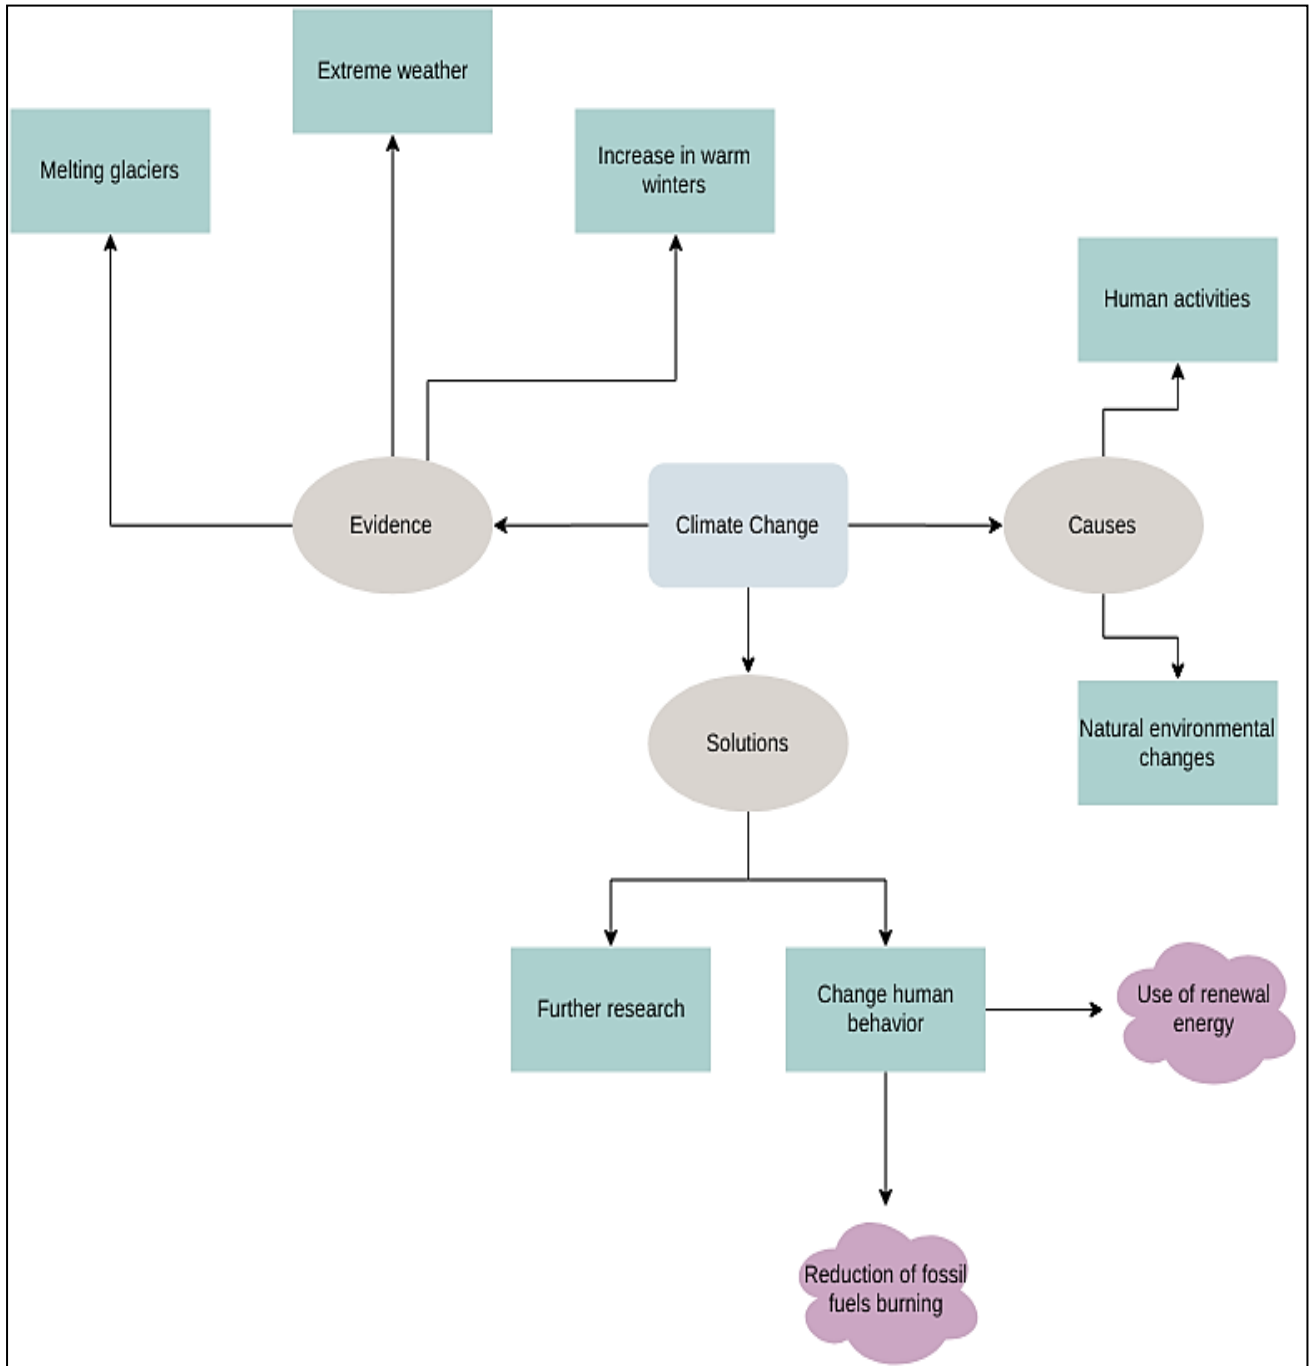 Extreme weather
Melting glaciers
Increase in warm
winters
Human activities
Evidence
Climate Change
Causes
Solutions
Natural environmental
changes
Further research
Change human
behavior
Use of renewal
energy
Reduction of fossil
fuels burning